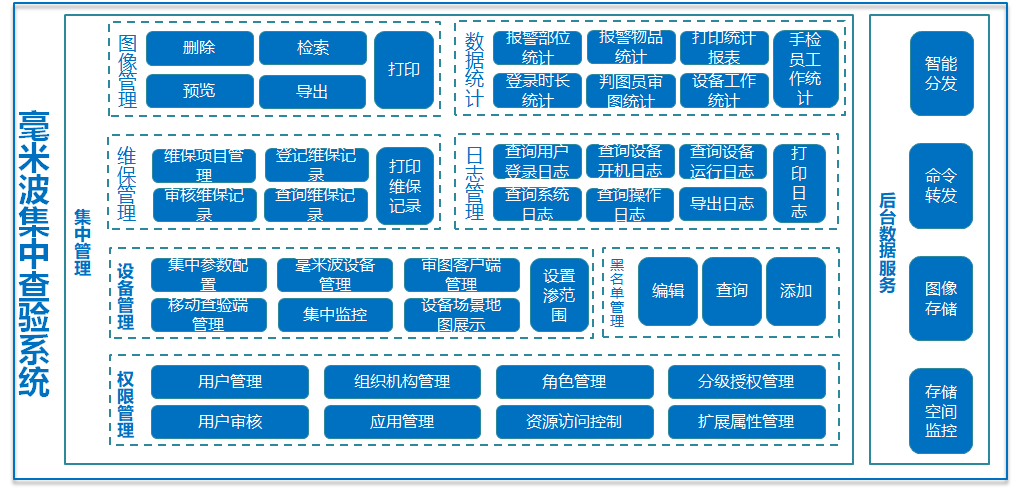 毫米波集中查验系统
集中管理
图像管理
删除
检索
预览
导出
打印
数据统计
报警部位
统计
报警物品
统计
打印统计
报表
登录时长
统计
判图员审
图统计
设备工作
统计
手检
员工
作统
计
维保管理
维保项目管
理
登记维保记
录
审核维保记
录
查询维保记
录
打印
维保
记录
日志管理
查询用户
登录日志
查询设备
开机日志
查询设备
运行日志
查询系统
日志
查询操作
日志
导出日志
打
印
日
志
设备管理
集中参数配
置
毫米波设备
管理
审图客户端
管理
移动查验端
管理
集中监控
设备场景地
图展示
设置
渗范
围
黑名单管理
编辑
查询
添加
权限管理
用户管理
组织机构管理
角色管理
分级授权管理
用户审核
应用管理
资源访问控制
扩展属性管理
后台数据服务
智能
分发
命令
转发
图像
存储
存储
空间
监控